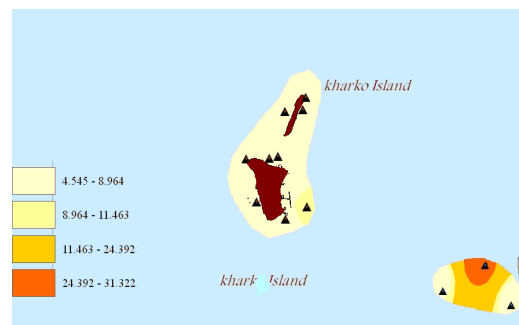 kharko Island
4.545 - 8.964
8.964 - 11.463
11.463 - 24.392
24.392 - 31.322
khark Island